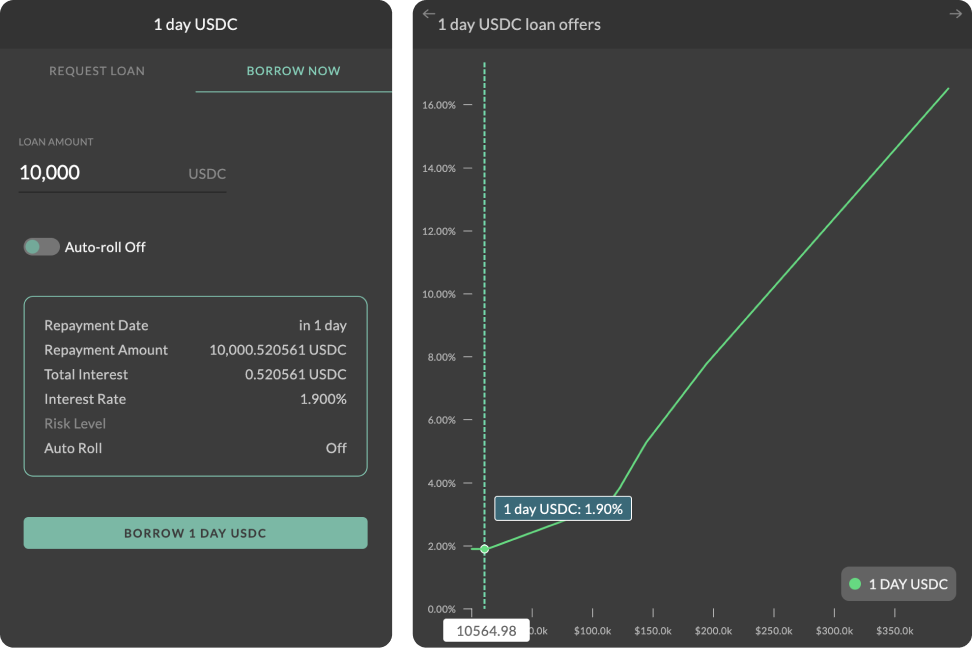 1 day USDC
REQUEST LOAN
BORROW NOW
LOAN AMOUNT
10,000 USDC
Auto-roll Off
Repayment Date in 1 day
Repayment Amount 10,000.520561 USDC
Total Interest 0.520561 USDC
Interest Rate 1.900%
Risk Level
Auto Roll Off
BORROW 1 DAY USDC
1 day USDC loan offers
16.00%
14.00%
12.00%
10.00%
8.00%
6.00%
4.00%
2.00%
0.00%
1 day USDC: 1.90%
1 DAY USDC
10564.98 0.0k $100.0k $150.0k $200.0k $250.0k $300.0k $350.0k